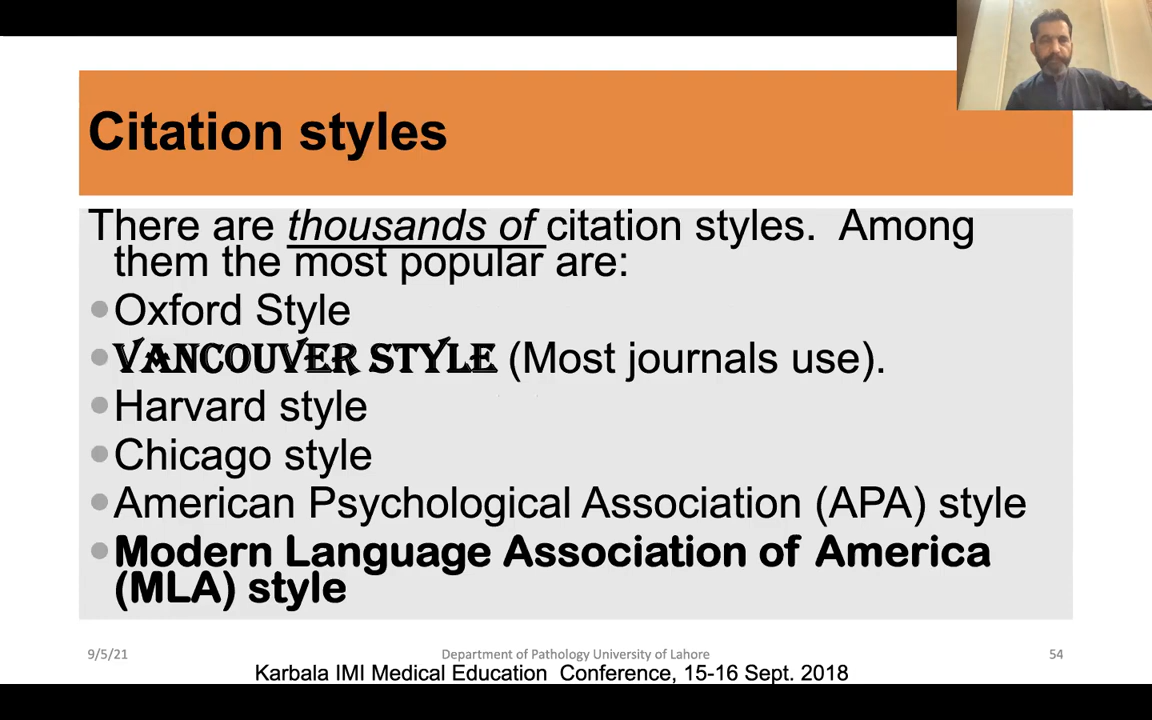 Citation styles
There are thousands of citation styles.  Among
them the most popular are:
•Oxford Style
•VANCOUVER STYLE (Most journals use).
•Harvard style
•Chicago style
•American Psychological Association (APA) style
•Modern Language Association of America
(MLA) style
9/5/21
Department of Pathology University of Lahore
54
Karbala IMI Medical Education  Conference, 15-16 Sept. 2018